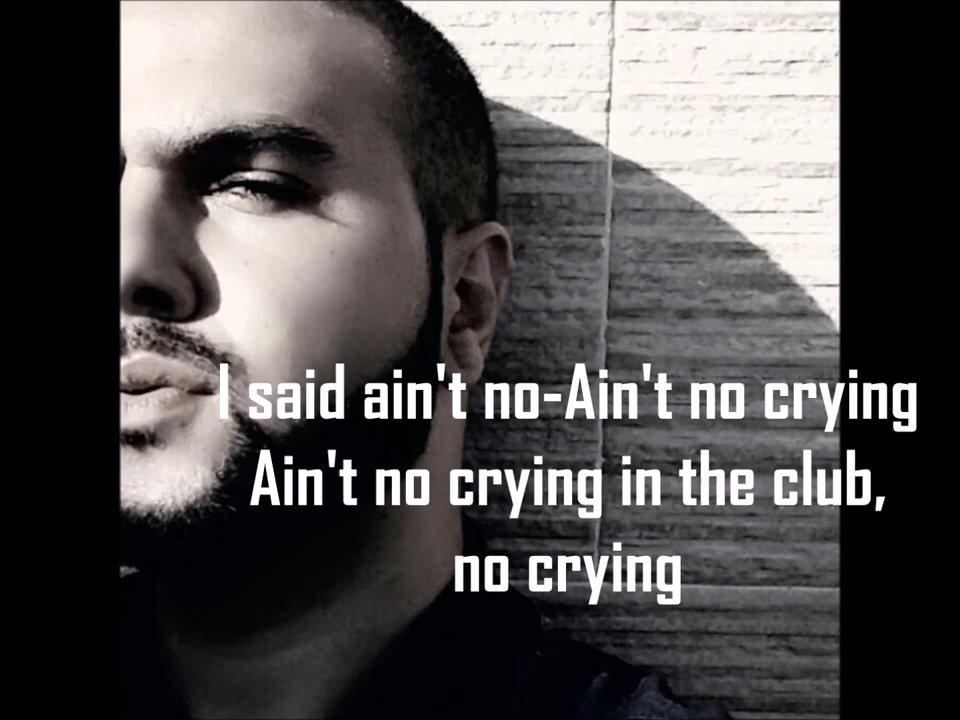 I said ain't no-Ain't no crying
Ain't no crying in the club,
no crying